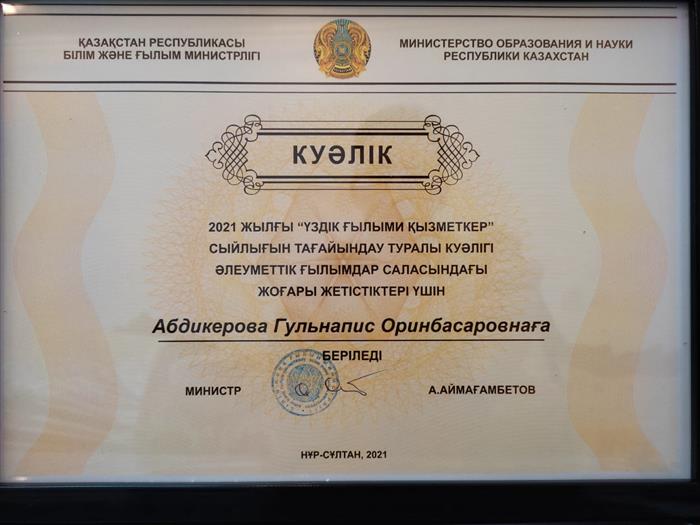 ҚАЗАҚСТАН РЕСПУБЛИКАСЫ
БІЛІМ ЖӘНЕ ҒЫЛЫМ МИНИСТРЛІГІ
МИНИСТЕРСТВО ОБРАЗОВАНИЯ И НАУКИ
РЕСПУБЛИКИ КАЗАХСТАН
КУӘЛІК
2021 ЖЫЛҒЫ “ҮЗДІК ҒЫЛЫМИ ҚЫЗМЕТКЕР”
СЫЙЛЫҒЫН ТАҒАЙЫНДАУ ТУРАЛЫ КУӘЛІГІ
ӘЛЕУМЕТТІК ҒЫЛЫМДАР САЛАСЫНДАҒЫ
ЖОҒАРЫ ЖЕТІСТІКТЕРІ ҮШІН
Абдикерова Гульнапис Оринбасаровнаға
БЕРІЛЕДІ
МИНИСТР
А.АЙМАҒАМБЕТОВ
НҰР-СҰЛТАН, 2021